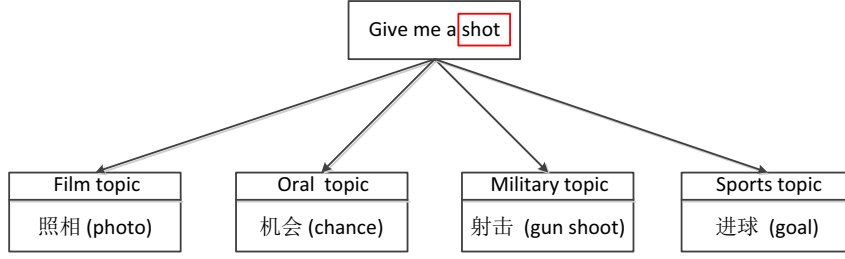 Give me a shot
Film topic
照相 (photo)
Oral topic
机会 (chance)
Military topic
射击 (gun shoot)
Sports topic
进球 (goal)